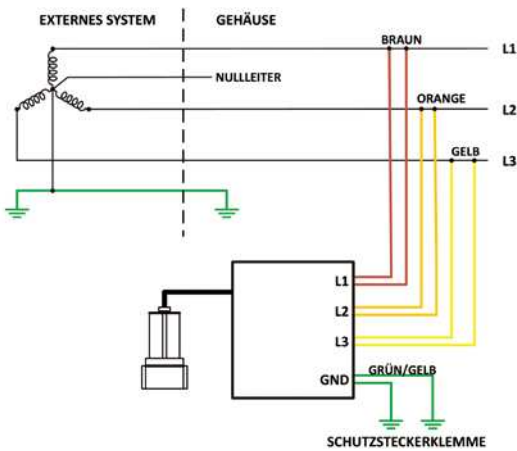 EXTERNES SYSTEM
GEHÄUSE
BRAUN
L1
NULLLEITER
ORANGE
L2
GELB
L3
L1
L2
L3
GND
GRÜN/GELB
SCHUTZSTECKERKLEMME